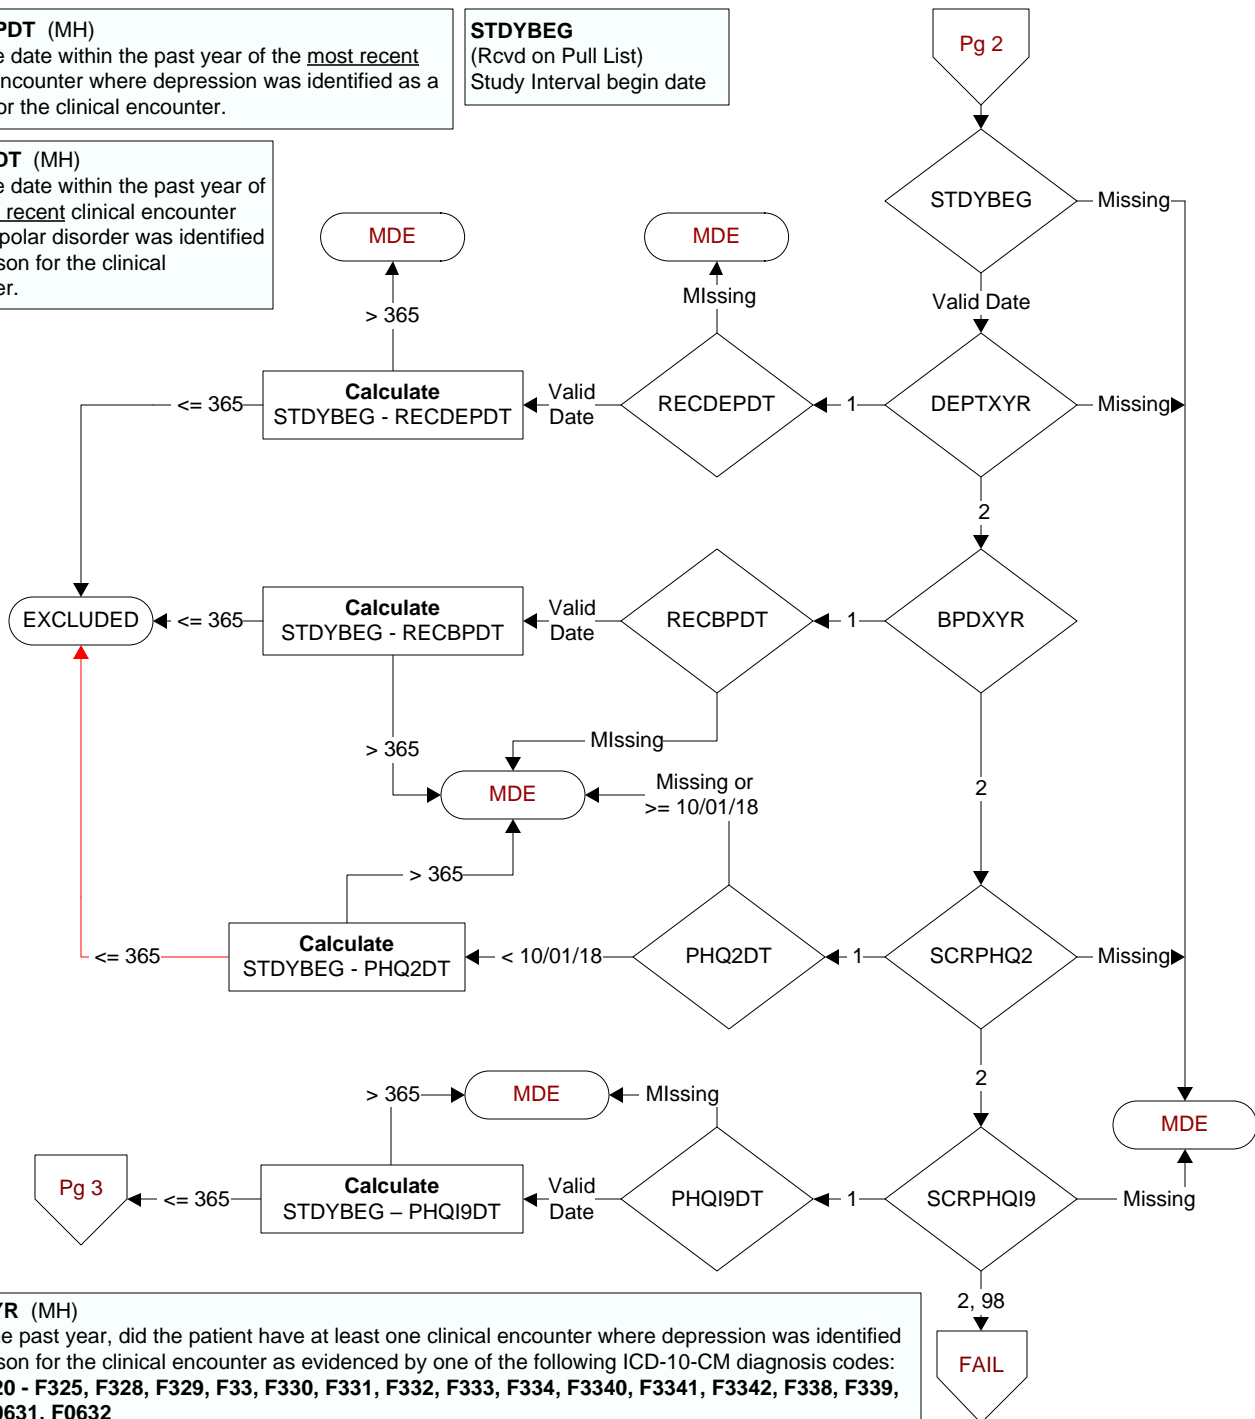 PDT (MH)
e date within the past year of the most recent
ncounter where depression was identified as a
or the clinical encounter.
STDYBEG
(Rcvd on Pull List)
Study Interval begin date
Pg 2
DT (MH)
e date within the past year of
recent clinical encounter
polar disorder was identified
son for the clinical
er.
STDYBEG
Missing
Valid Date
MDE
MDE
> 365
MIssing
<= 365
Calculate
STDYBEG - RECDEPDT
Valid
Date
RECDEPDT
1
DEPTXYR
Missing
2
EXCLUDED
<= 365
Calculate
STDYBEG - RECBPDT
Valid
Date
RECBPDT
1
BPDXYR
> 365
MIssing
MDE
Missing or
>= 10/01/18
2
> 365
<= 365
Calculate
STDYBEG - PHQ2DT
< 10/01/18
PHQ2DT
1
SCRPHQ2
Missing
2
> 365
MDE
MIssing
MDE
Pg 3
<= 365
Calculate
STDYBEG – PHQI9DT
Valid
Date
PHQI9DT
1
SCRPHQI9
Missing
2, 98
FAIL
YR (MH)
e past year, did the patient have at least one clinical encounter where depression was identified
son for the clinical encounter as evidenced by one of the following ICD-10-CM diagnosis codes:
20 - F325, F328, F329, F33, F330, F331, F332, F333, F334, F3340, F3341, F3342, F338, F339,
0631, F0632